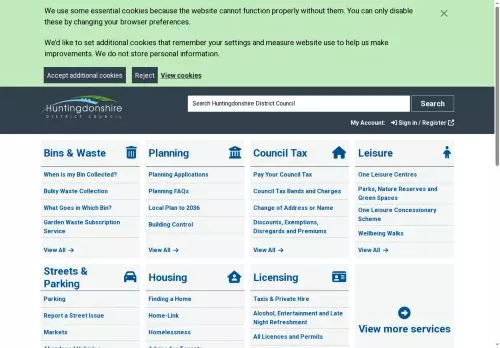 We use some essential cookies because the website cannot function properly without them. You can only disable
these by changing your browser preferences.
We'd like to set additional cookies that remember your settings and measure website use to help us make
improvements. We do not store personal information.
Accept additional cookies
Reject
View cookies
Huntingdonshire
DISTRICT COUNCIL
Search Huntingdonshire District Council
Search
My Account:
Sign in / Register
Bins & Waste
When is my Bin Collected?
Bulky Waste Collection
What Goes in Which Bin?
Garden Waste Subscription
Service
View All
Planning
Planning Applications
Planning FAQs
Local Plan to 2036
Building Control
View All
Council Tax
Pay Your Council Tax
Council Tax Bands and Charges
Change of Address or Name
Discounts, Exemptions,
Disregards and Premiums
View All
Leisure
One Leisure Centres
Parks, Nature Reserves and
Green Spaces
One Leisure Concessionary
Scheme
Wellbeing Walks
View All
Streets &
Parking
Parking
Report a Street Issue
Markets
Housing
Finding a Home
Home-Link
Homelessness
Licensing
Taxis & Private Hire
Alcohol, Entertainment and Late
Night Refreshment
All Licences and Permits
View more services